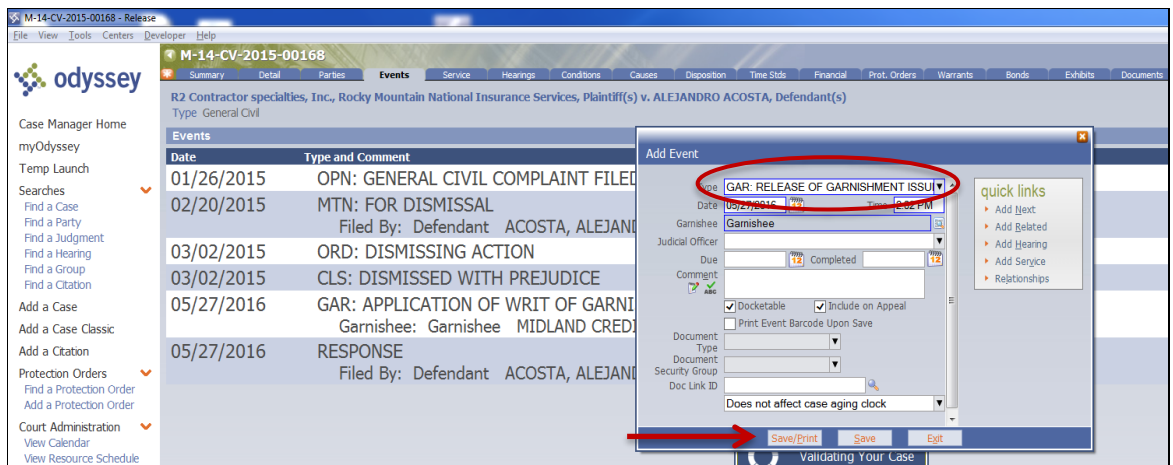 M-14-CV-2015-00168 - Release
File View Tools Centers Developer Help
odyssey
Case Manager Home
myOdyssey
Temp Launch
Searches
Find a Case
Find a Party
Find a Judgment
Find a Hearing
Find a Group
Find a Citation
Add a Case
Add a Case Classic
Add a Citation
Protection Orders
Find a Protection Order
Add a Protection Order
Court Administration
View Calendar
View Resource Schedule
M-14-CV-2015-00168
Summary Detail Parties Events Service Hearings Conditions Causes Disposition Time Stds Financial Prot. Orders Warrants Bonds Exhibits Documents
R2 Contractor specialties, Inc., Rocky Mountain National Insurance Services, Plaintiff(s) v. ALEJANDRO ACOSTA, Defendant(s)
Type General Civil
Events
Date Type and Comment
01/26/2015 OPN: GENERAL CIVIL COMPLAINT FILED
02/20/2015 MTN: FOR DISMISSAL
Filed By: Defendant ACOSTA, ALEJAN
03/02/2015 ORD: DISMISSING ACTION
03/02/2015 CLS: DISMISSED WITH PREJUDICE
05/27/2016 GAR: APPLICATION OF WRIT OF GARNI
Garnishee: Garnishee MIDLAND CREDI
05/27/2016 RESPONSE
Filed By: Defendant ACOSTA, ALEJAN
Add Event
Type GAR: RELEASE OF GARNISHMENT ISSU
Date 05/27/2016 12 Time 2:02 PM
Garnishee Garnishee
Judicial Officer
Due 12 Completed 12
Comment
ABC
Docketable Include on Appeal
Print Event Barcode Upon Save
Document Type
Document Security Group
Doc Link ID
Does not affect case aging clock
Save/Print Save Exit
quick links
Add Next
Add Related
Add Hearing
Add Service
Relationships
Validating Your Case